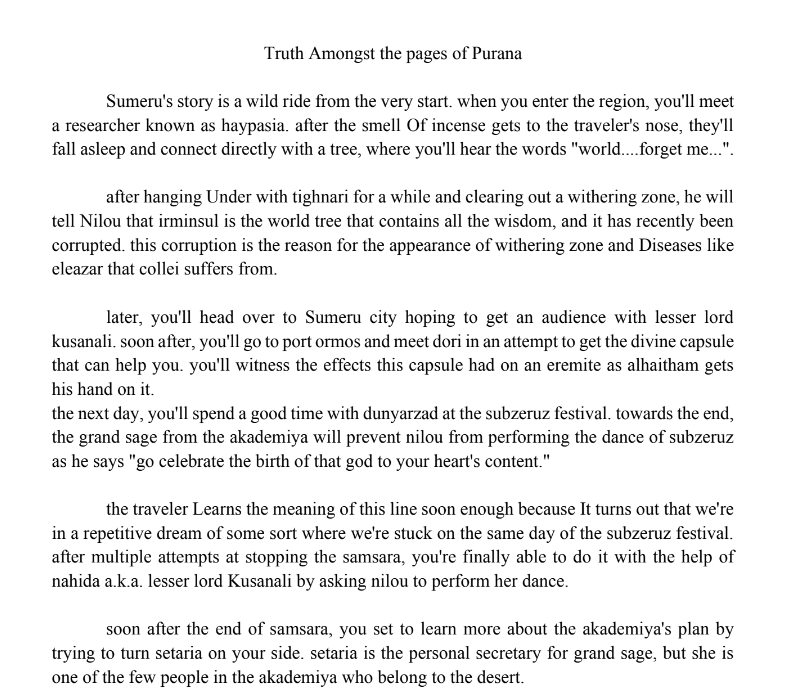 Truth Amongst the pages of Purana
Sumeru's story is a wild ride from the very start. when you enter the region, you'll meet
a researcher known as haypasia. after the smell Of incense gets to the traveler's nose, they'll
fall asleep and connect directly with a tree, where you'll hear the words "world....forget me...".
after hanging Under with tighnari for a while and clearing out a withering zone, he will
tell Nilou that irminsul is the world tree that contains all the wisdom, and it has recently been
corrupted. this corruption is the reason for the appearance of withering zone and Diseases like
eleazar that collei suffers from.
later, you'll head over to Sumeru city hoping to get an audience with lesser lord
kusanali. soon after, you'll go to port ormos and meet dori in an attempt to get the divine capsule
that can help you. you'll witness the effects this capsule had on an eremite as alhaitham gets
his hand on it.
the next day, you'll spend a good time with dunyarzad at the subzeruz festival. towards the end,
the grand sage from the akademiya will prevent nilou from performing the dance of subzeruz
as he says "go celebrate the birth of that god to your heart's content."
the traveler Learns the meaning of this line soon enough because It turns out that we're
in a repetitive dream of some sort where we're stuck on the same day of the subzeruz festival.
after multiple attempts at stopping the samsara, you're finally able to do it with the help of
nahida a.k.a. lesser lord Kusanali by asking nilou to perform her dance.
soon after the end of samsara, you set to learn more about the akademiya's plan by
trying to turn setaria on your side. setaria is the personal secretary for grand sage, but she is
one of the few people in the akademiya who belong to the desert.